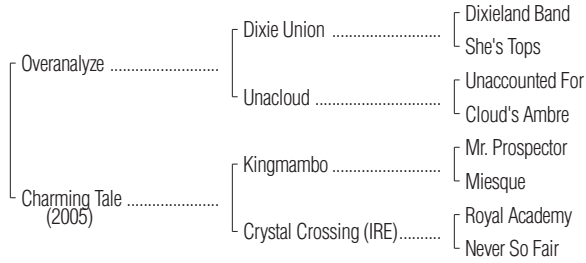 Dixieland Band
Dixie Union ......................
She's Tops
Overanalyze ......................
Unaccounted For
Unacloud .........................
Cloud's Ambre
Mr. Prospector
Kingmambo ......................
Miesque
Charming Tale ...................
(2005)
Royal Academy
Crystal Crossing (IRE)..........
Never So Fair